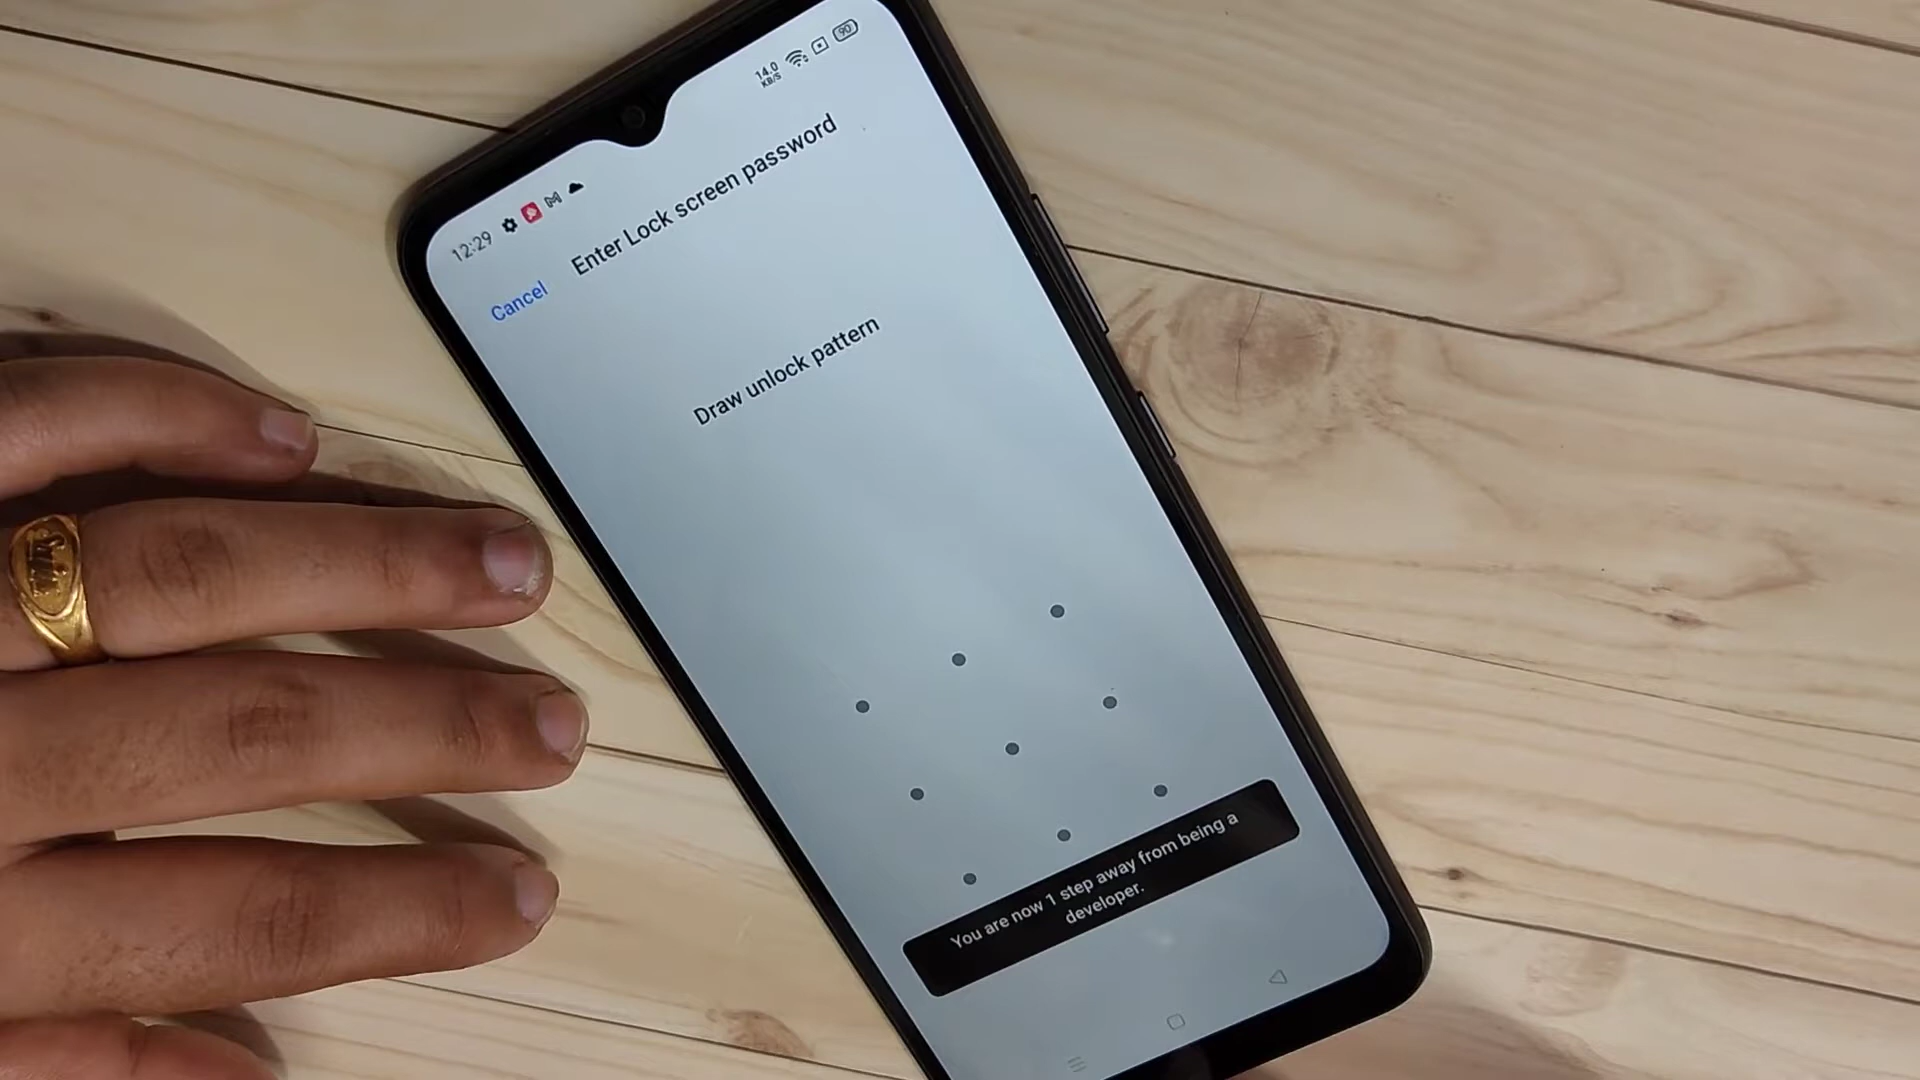 12:29
14.0
KB/S
90
Cancel
Enter Lock screen password
Draw unlock pattern
You are now 1 step away from being a
developer.